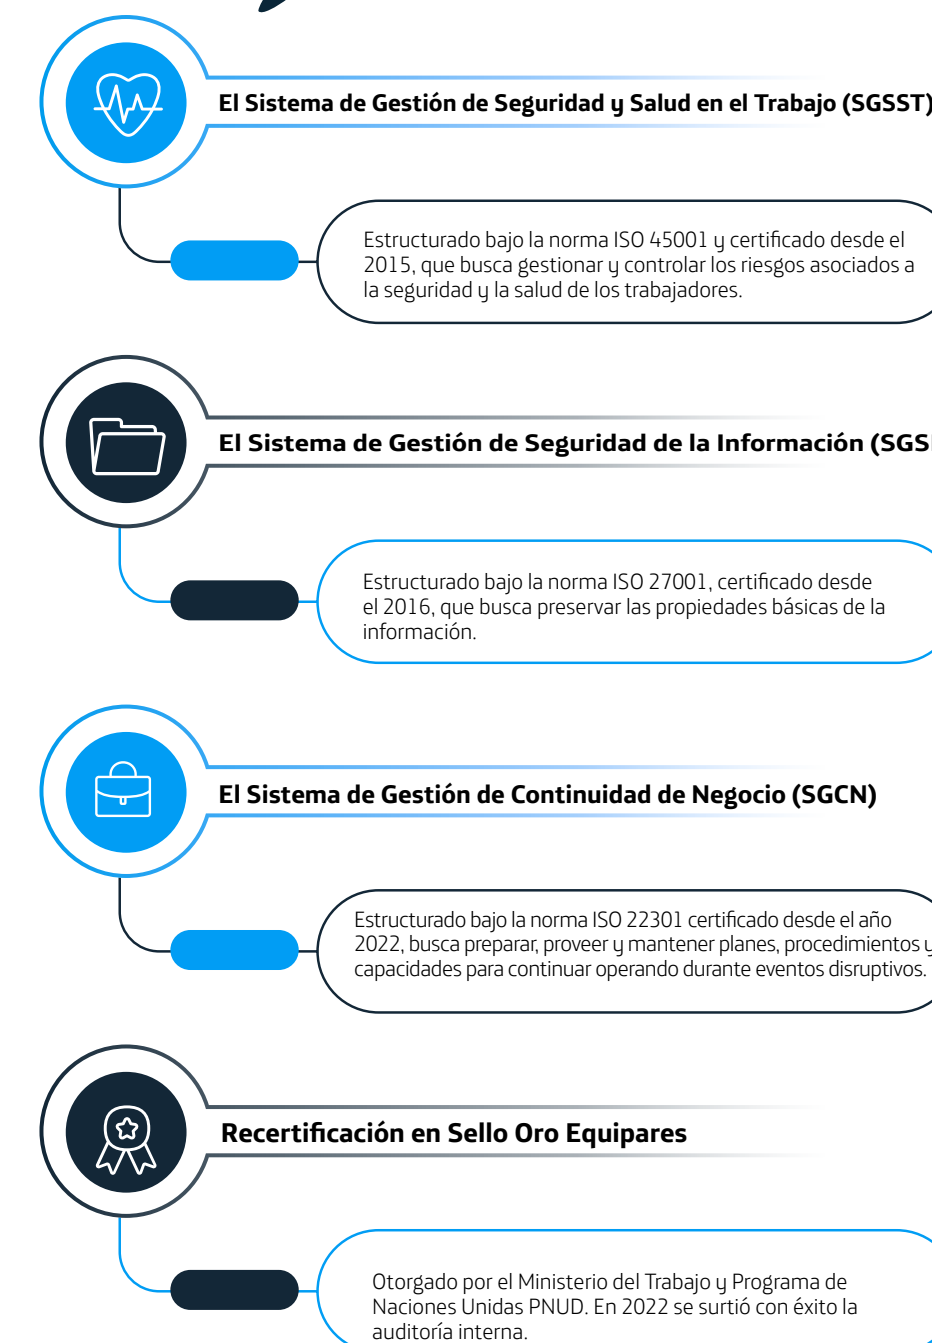 El Sistema de Gestión de Seguridad y Salud en el Trabajo (SGSST)
Estructurado bajo la norma ISO 45001 y certificado desde el
2015, que busca gestionar y controlar los riesgos asociados a
la seguridad y la salud de los trabajadores.
El Sistema de Gestión de Seguridad de la Información
Estructurado bajo la norma ISO 27001, certificado desde
el 2016, que busca preservar las propiedades básicas de la
información.
El Sistema de Gestión de Continuidad de Negocio (SGCN)
Estructurado bajo la norma ISO 22301 certificado desde el año
2022, busca preparar, proveer y mantener planes, procedimientos y
capacidades para continuar operando durante eventos disruptivos.
Recertificación en Sello Oro Equipares
Otorgado por el Ministerio del Trabajo y Programa de
Naciones Unidas PNUD. En 2022 se surtió con éxito la
auditoría interna.